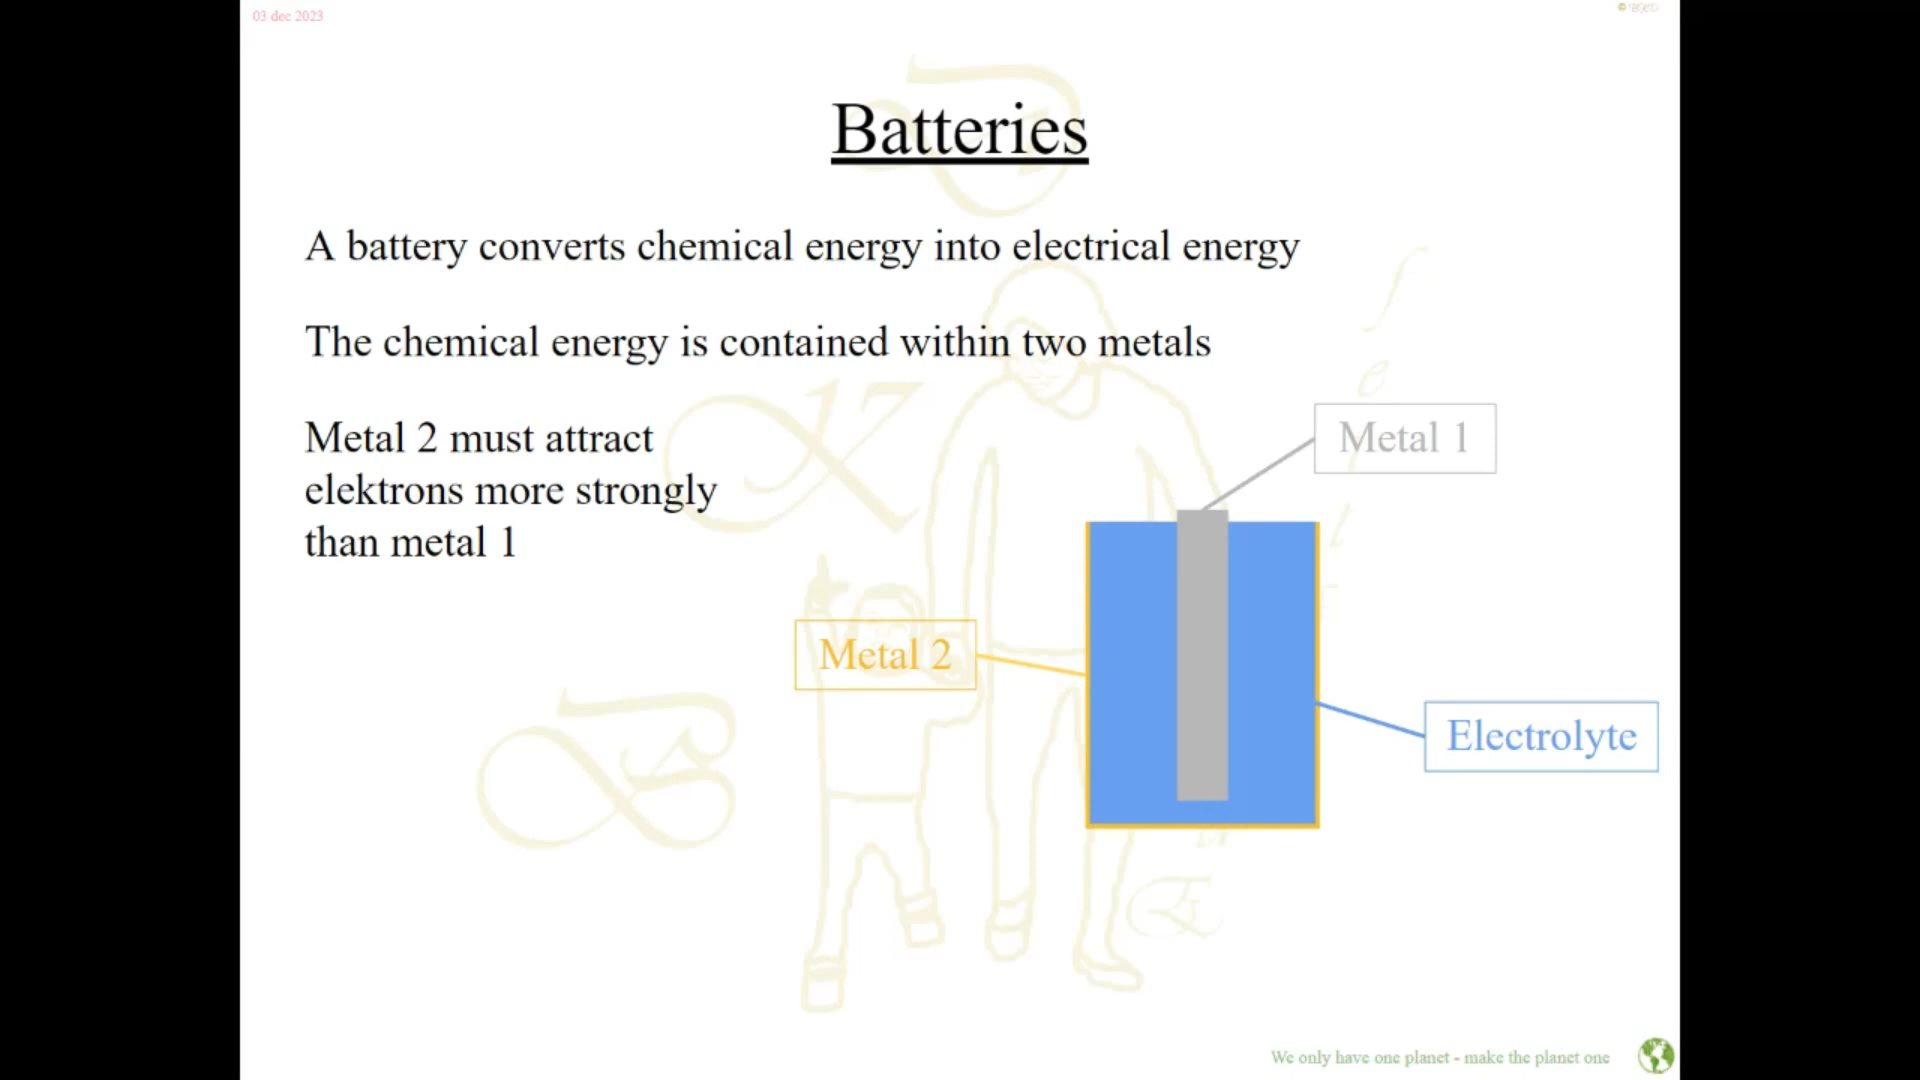 03 dec 2023
Batteries
A battery converts chemical energy into electrical energy
The chemical energy is contained within two metals
Metal 2 must attract
elektrons more strongly
than metal 1
Metal 1
Metal 2
Electrolyte
We only have one planet - make the planet one